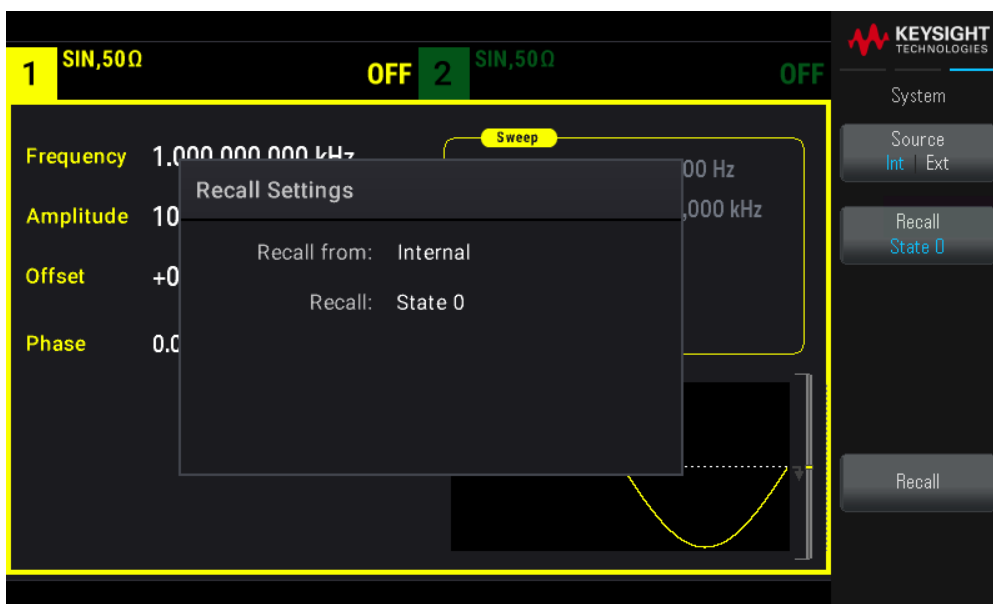 KEYSIGHT
TECHNOLOGIES
1 SIN,50Ω OFF
2 SIN,50Ω OFF
System
Source
Int | Ext
Recall
State 0
Recall
Frequency 1.000,000,000 kHz
Amplitude 10
Offset +0
Phase 0.0
Sweep
00 Hz
,000 kHz
Recall Settings
Recall from: Internal
Recall: State 0